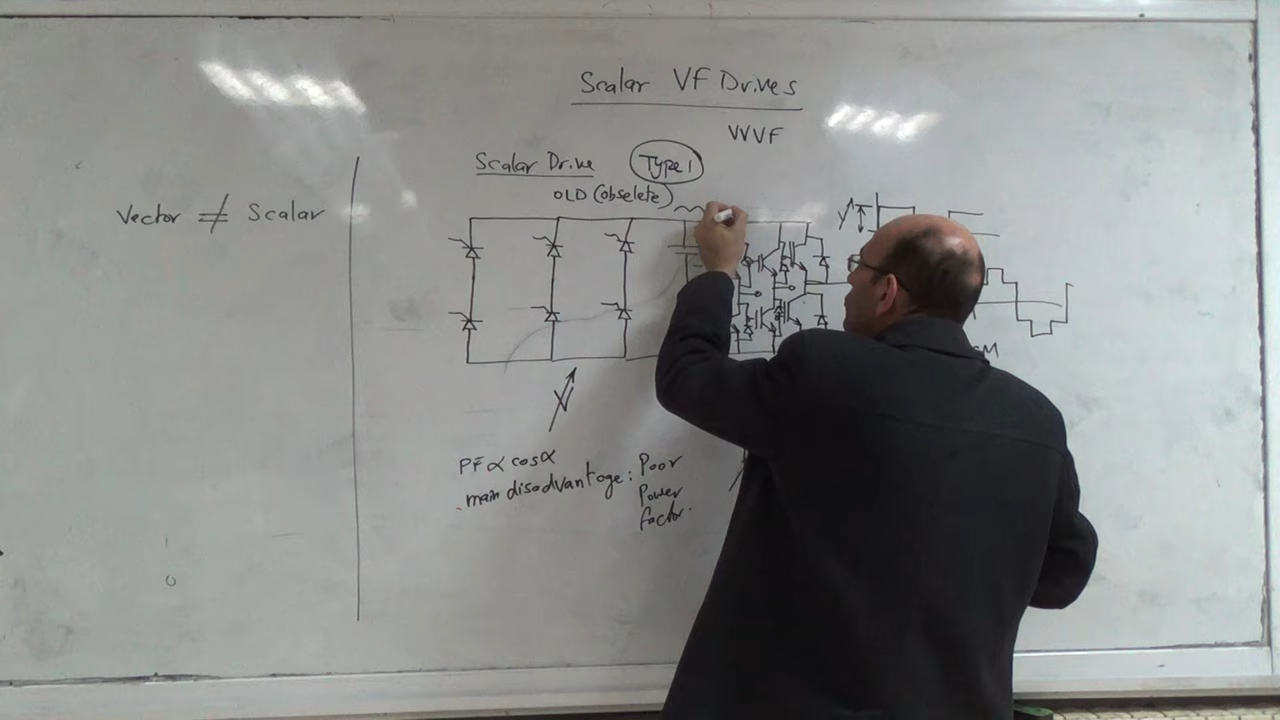 Scalar VF Drives
VVVF
Scalar Drive Type 1
OLD (obselete)
Vector ≠ Scalar
V
V
PF α cosα
main disadvantage: Poor
Power
factor.